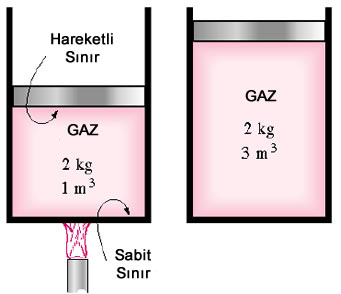 Hareketli
Sınır
GAZ
2 kg
1 m³
Sabit
Sınır
GAZ
2 kg
3 m³